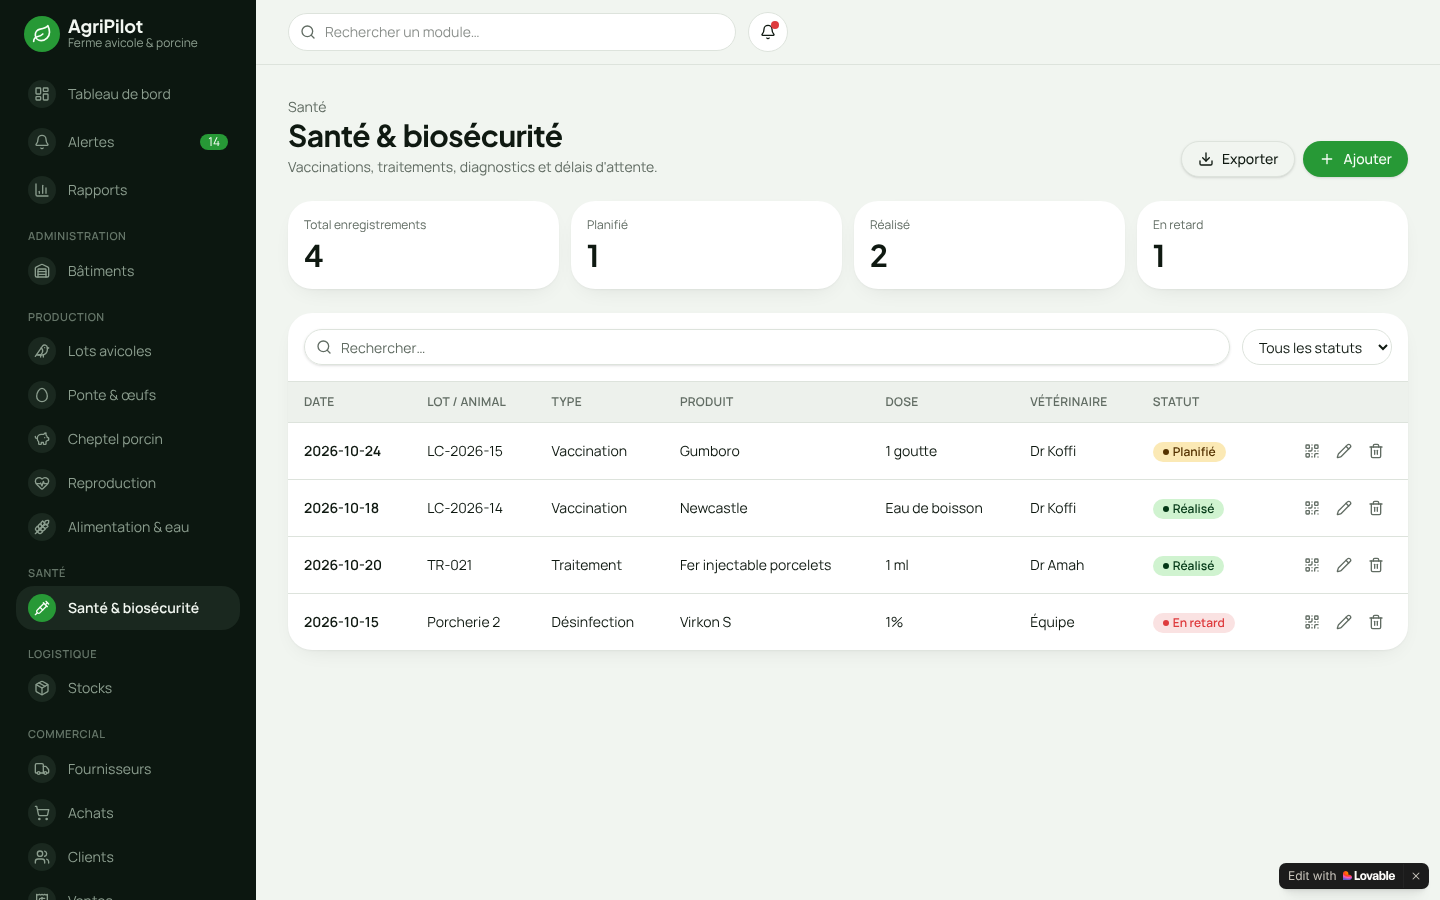 AgriPilot
Ferme avicole & porcine
Tableau de bord
Alertes 14
Rapports
ADMINISTRATION
Bâtiments
PRODUCTION
Lots avicoles
Ponte & œufs
Cheptel porcin
Reproduction
Alimentation & eau
SANTÉ
Santé & biosécurité
LOGISTIQUE
Stocks
COMMERCIAL
Fournisseurs
Achats
Clients
Ventes
Rechercher un module…
Santé
Santé & biosécurité
Vaccinations, traitements, diagnostics et délais d'attente.
Exporter
Ajouter
Total enregistrements
4
Planifié
1
Réalisé
2
En retard
1
Rechercher…
Tous les statuts
DATE LOT / ANIMAL TYPE PRODUIT DOSE VÉTÉRINAIRE STATUT
2026-10-24 LC-2026-15 Vaccination Gumboro 1 goutte Dr Koffi Planifié
2026-10-18 LC-2026-14 Vaccination Newcastle Eau de boisson Dr Koffi Réalisé
2026-10-20 TR-021 Traitement Fer injectable porcelets 1 ml Dr Amah Réalisé
2026-10-15 Porcherie 2 Désinfection Virkon S 1% Équipe En retard
Edit with Lovable